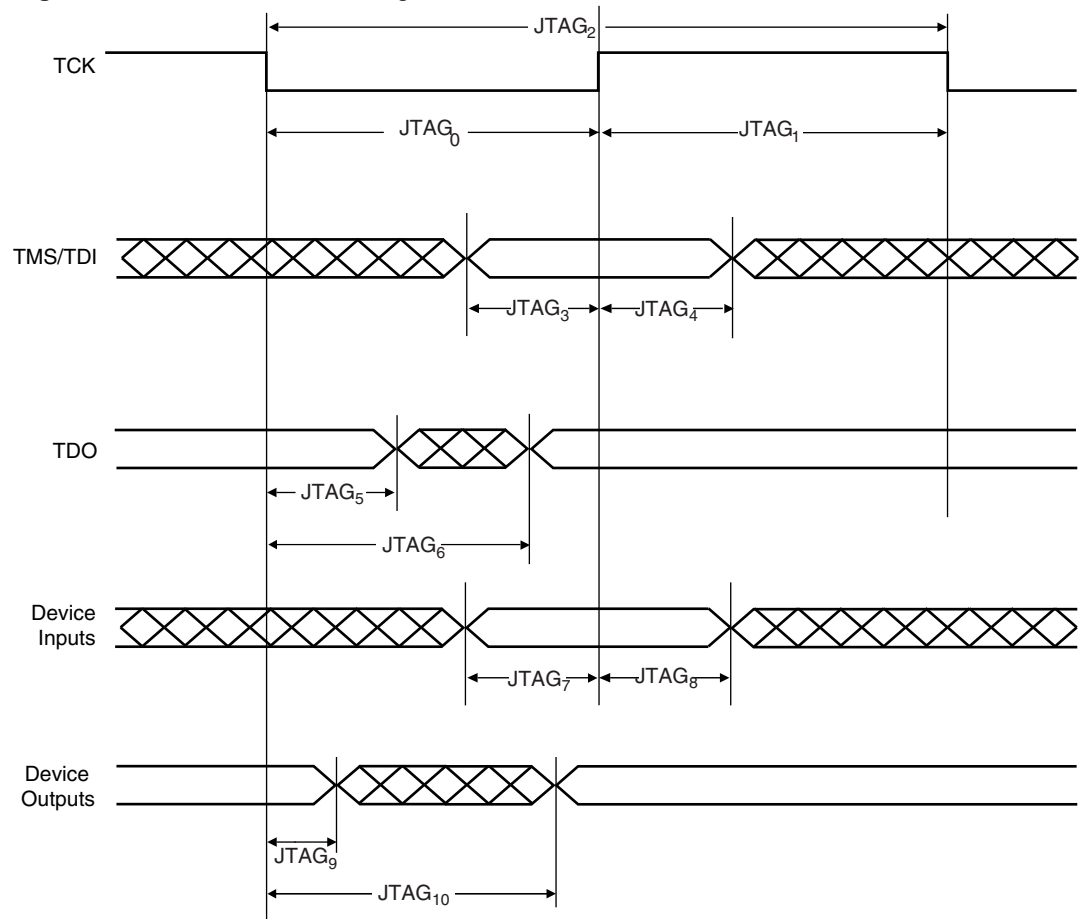 JTAG₂
TCK
JTAG₀
JTAG₁
TMS/TDI
JTAG₃
JTAG₄
TDO
JTAG₅
JTAG₆
Device
Inputs
JTAG₇
JTAG₈
Device
Outputs
JTAG₉
JTAG₁₀